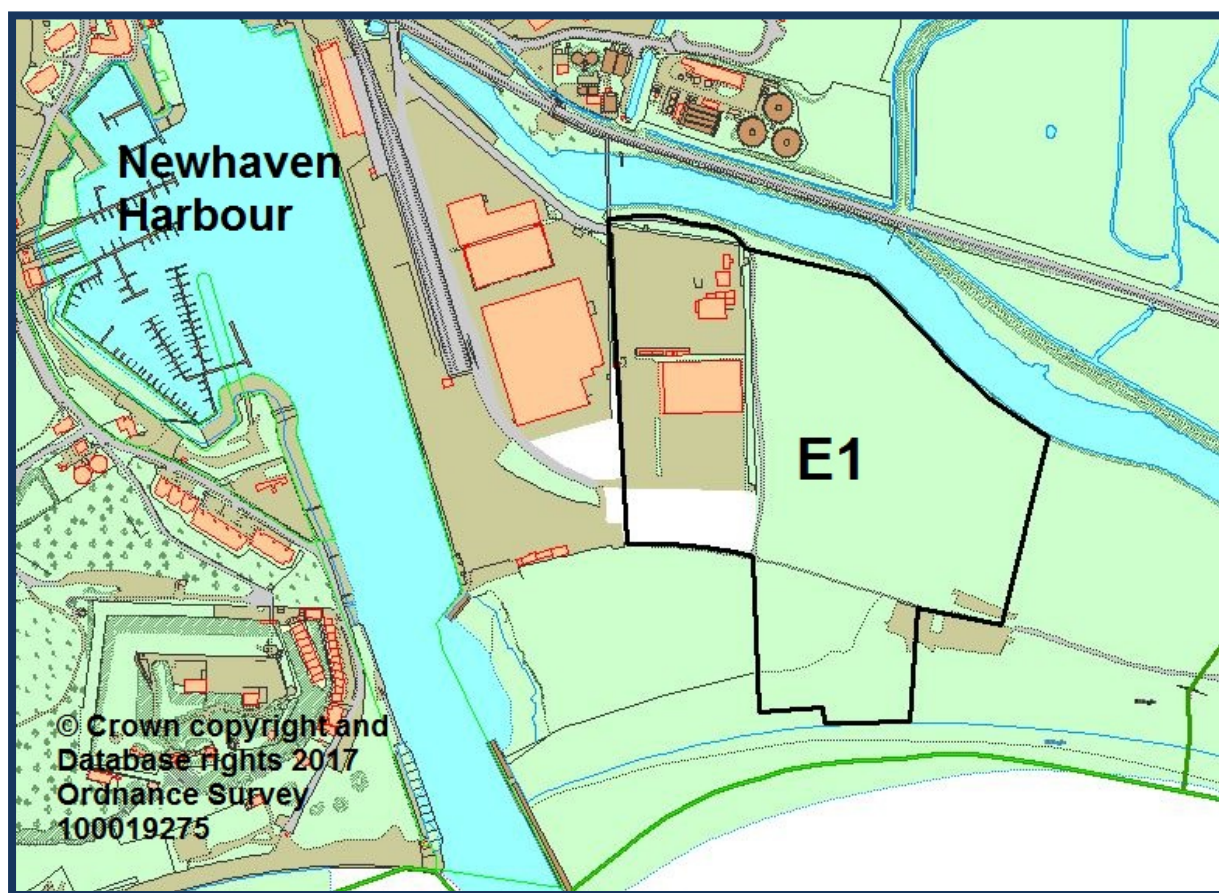 Newhaven
Harbour
E1
© Crown copyright and
Database rights 2017
Ordnance Survey
100019275